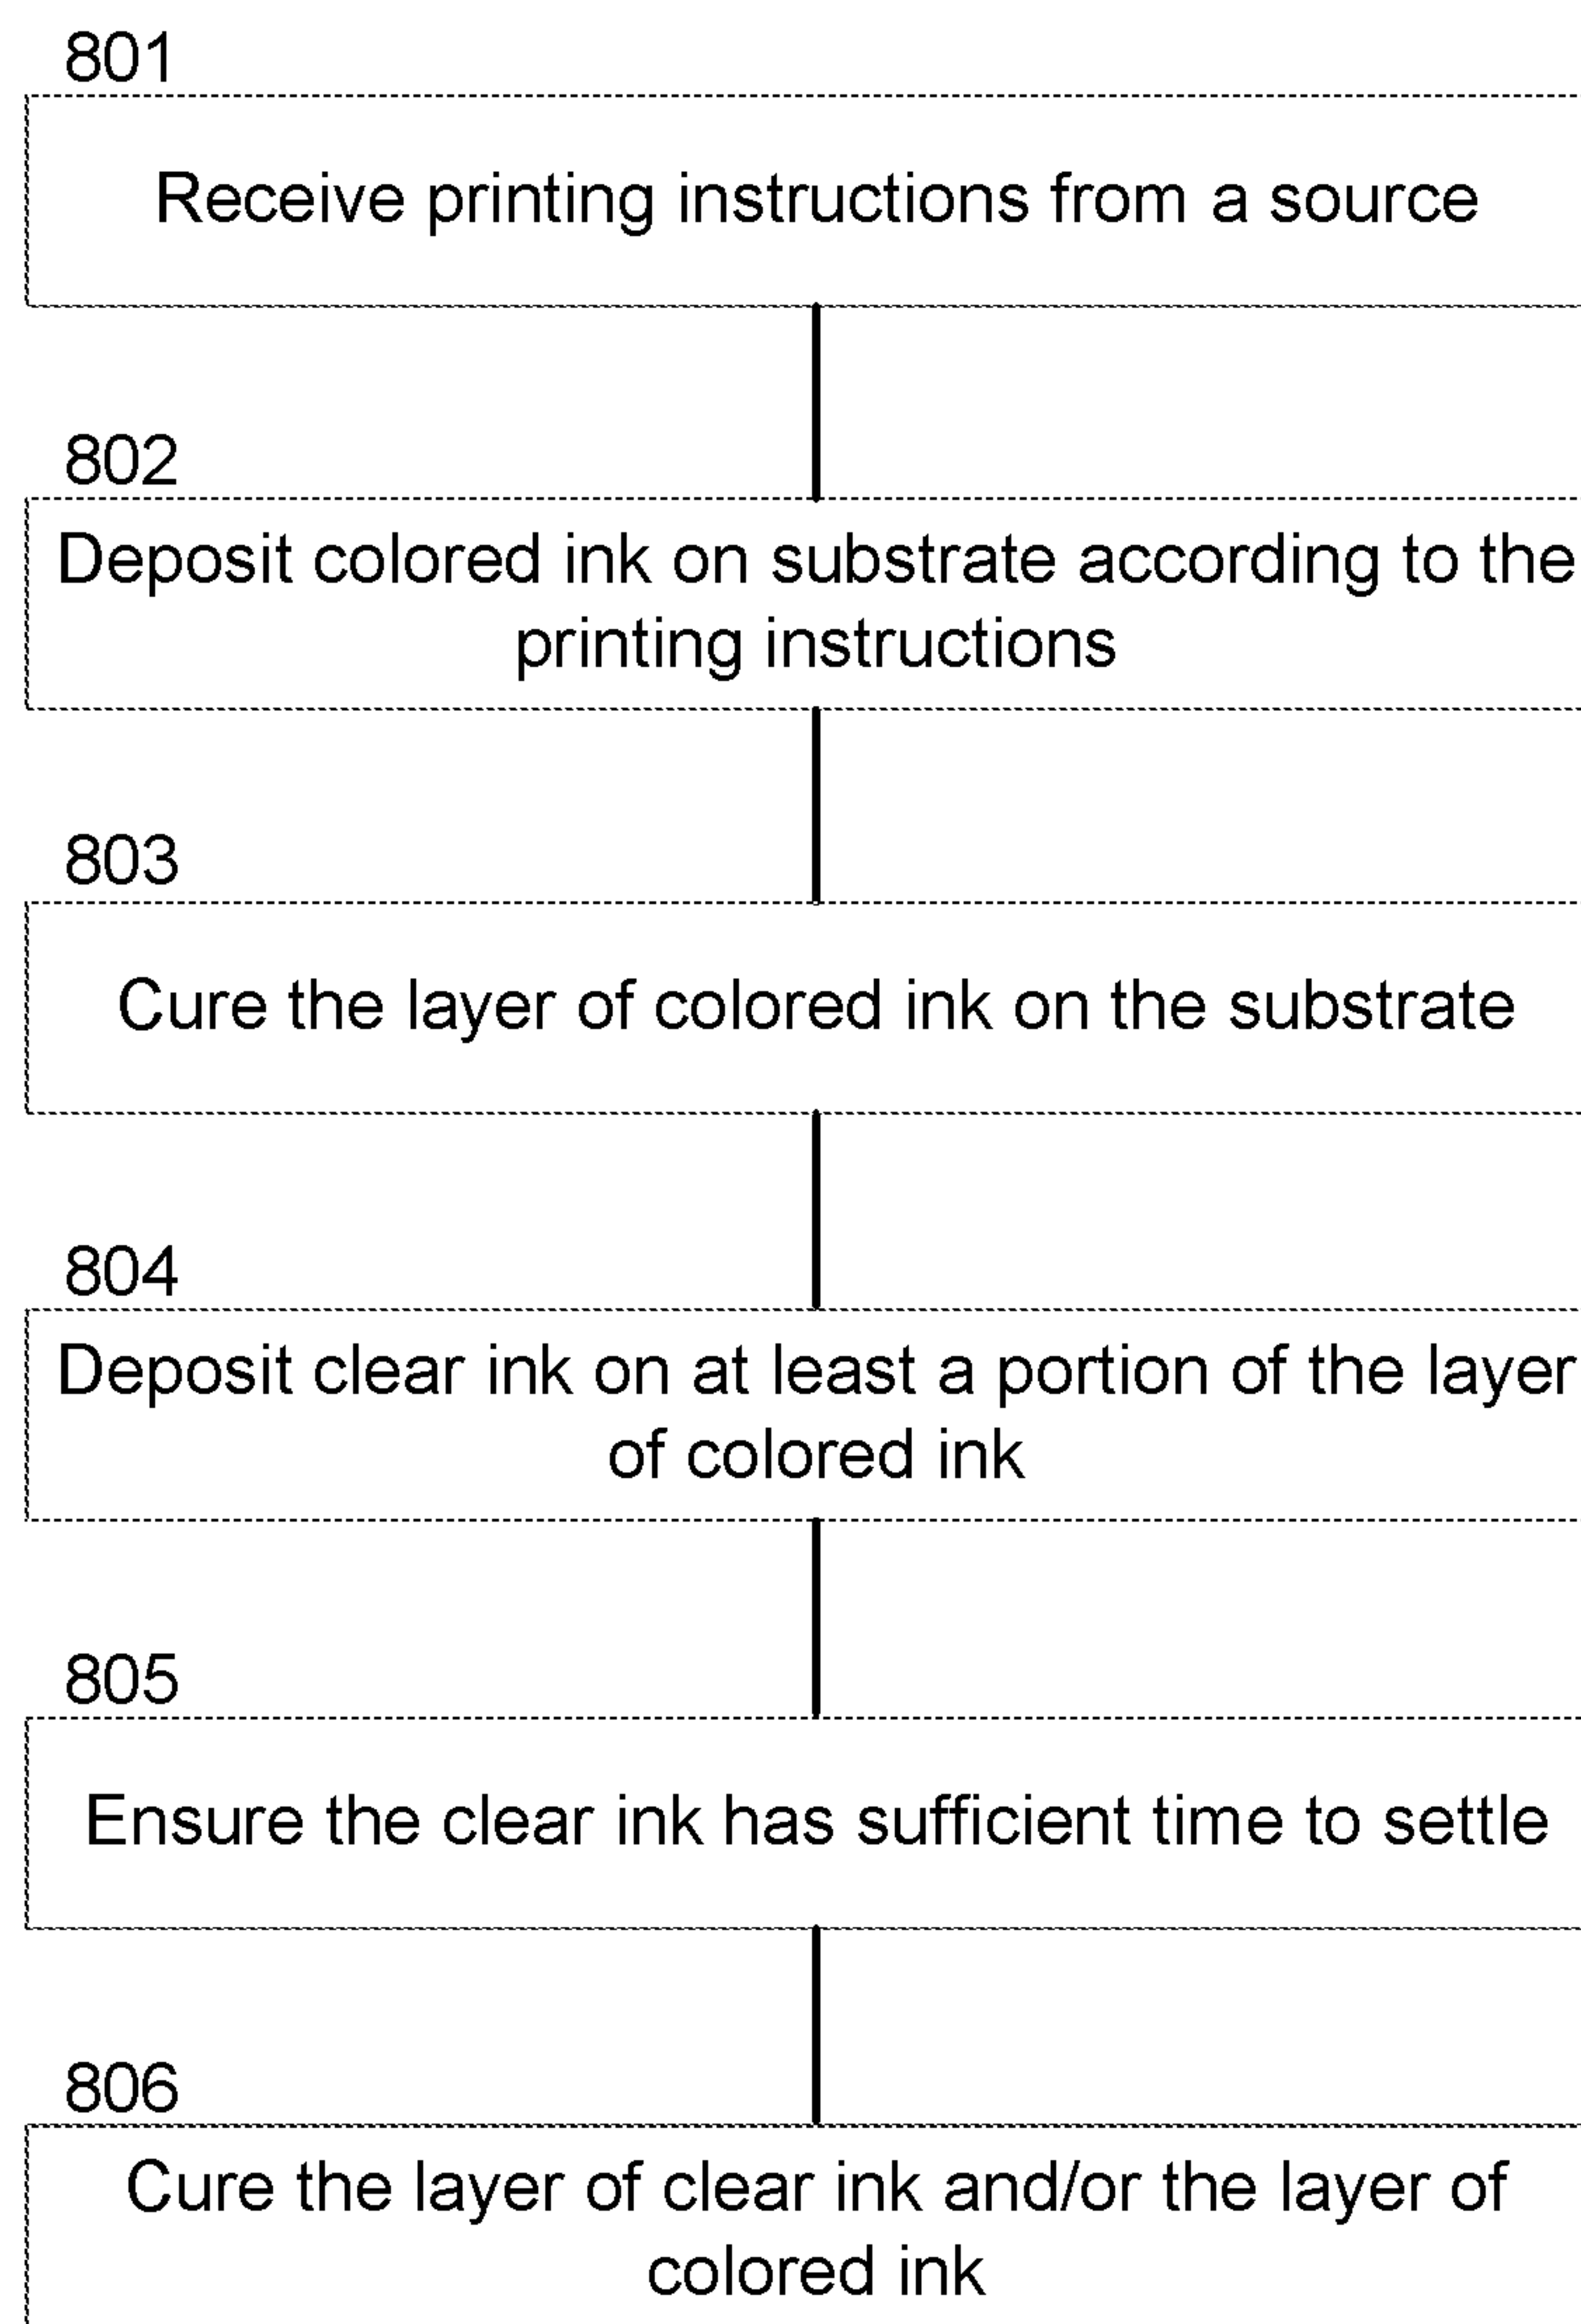 801
Receive printing instructions from a source
802
Deposit colored ink on substrate according to the
printing instructions
803
Cure the layer of colored ink on the substrate
804
Deposit clear ink on at least a portion of the layer
of colored ink
805
Ensure the clear ink has sufficient time to settle
806
Cure the layer of clear ink and/or the layer of
colored ink